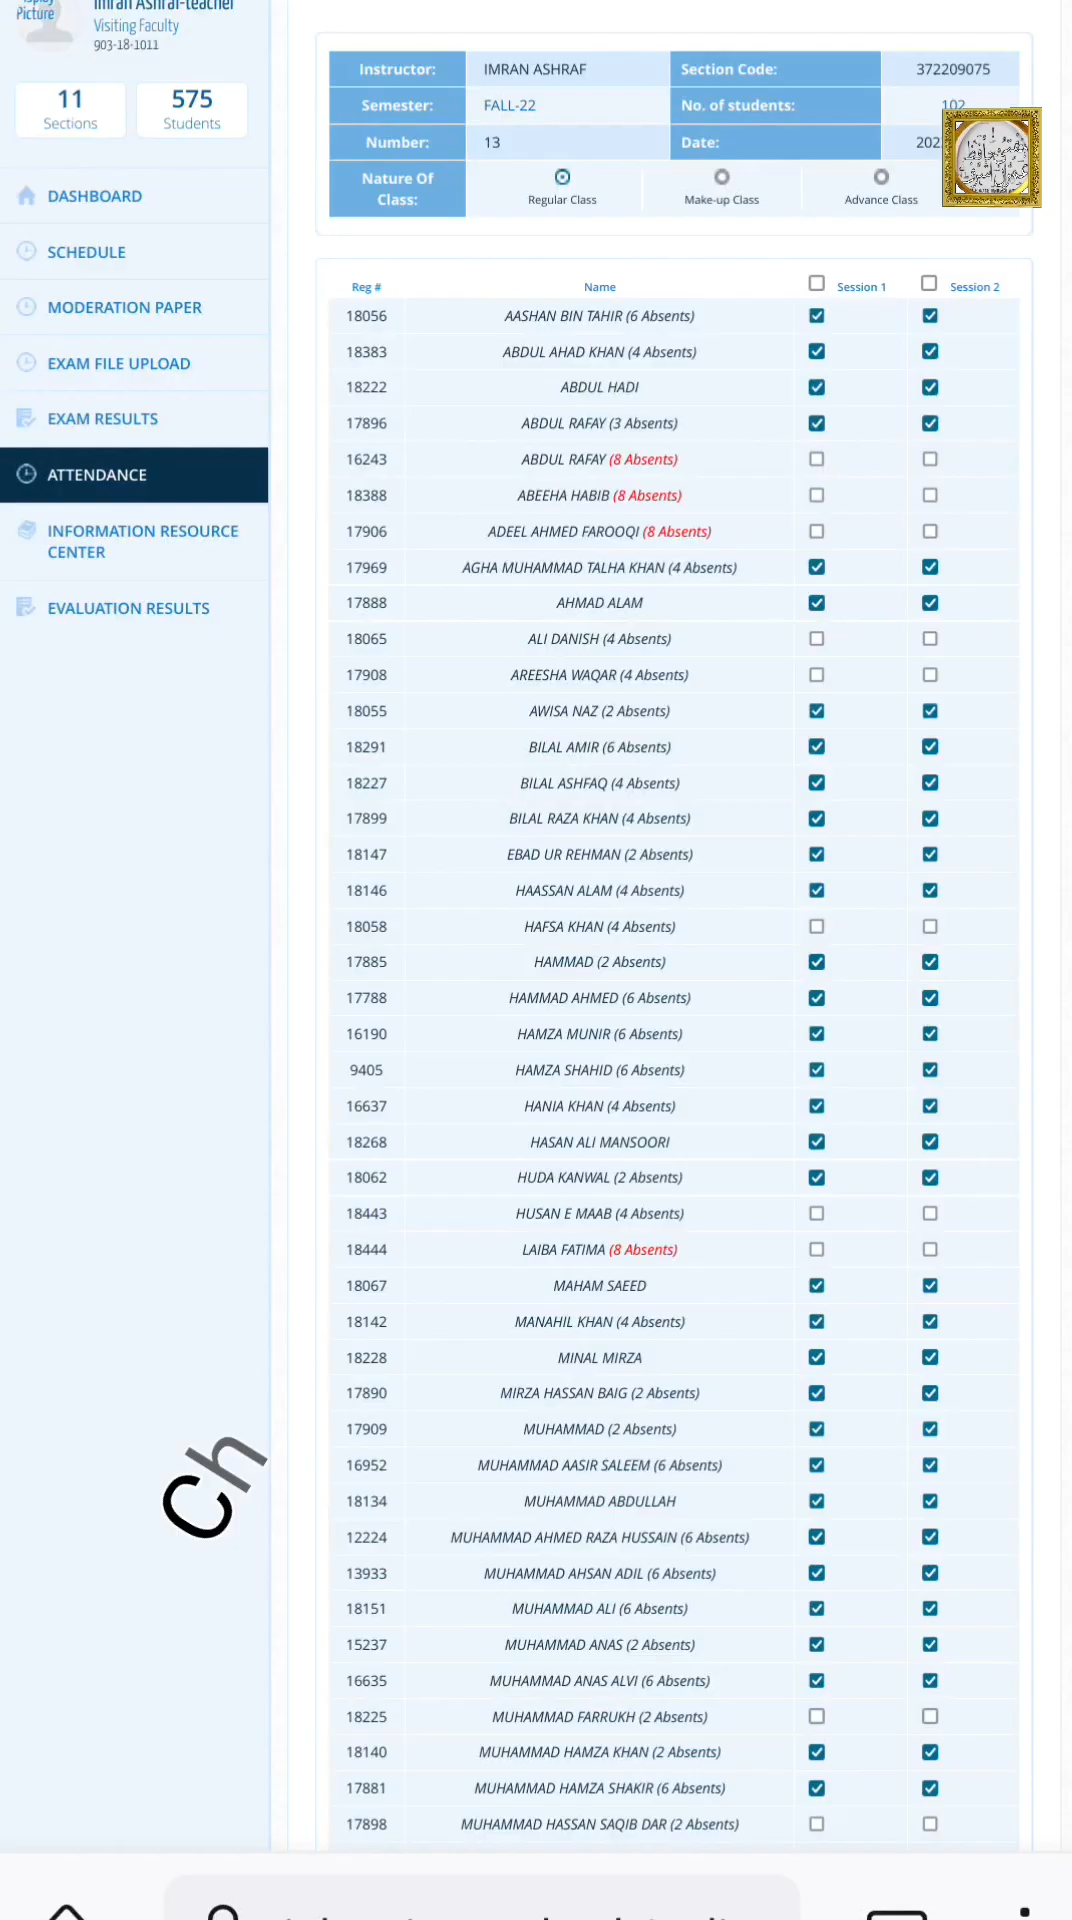 Picture
Imran Ashraf-teacher
Visiting Faculty
903-18-1011
11
Sections
575
Students
DASHBOARD
SCHEDULE
MODERATION PAPER
EXAM FILE UPLOAD
EXAM RESULTS
ATTENDANCE
INFORMATION RESOURCE
CENTER
EVALUATION RESULTS
Instructor: IMRAN ASHRAF Section Code: 372209075
Semester: FALL-22 No. of students: 102
Number: 13 Date: 202
Nature Of
Class:
Regular Class Make-up Class Advance Class
Reg # Name Session 1 Session 2
18056 AASHAN BIN TAHIR (6 Absents)
18383 ABDUL AHAD KHAN (4 Absents)
18222 ABDUL HADI
17896 ABDUL RAFAY (3 Absents)
16243 ABDUL RAFAY (8 Absents)
18388 ABEEHA HABIB (8 Absents)
17906 ADEEL AHMED FAROOQI (8 Absents)
17969 AGHA MUHAMMAD TALHA KHAN (4 Absents)
17888 AHMAD ALAM
18065 ALI DANISH (4 Absents)
17908 AREESHA WAQAR (4 Absents)
18055 AWISA NAZ (2 Absents)
18291 BILAL AMIR (6 Absents)
18227 BILAL ASHFAQ (4 Absents)
17899 BILAL RAZA KHAN (4 Absents)
18147 EBAD UR REHMAN (2 Absents)
18146 HAASSAN ALAM (4 Absents)
18058 HAFSA KHAN (4 Absents)
17885 HAMMAD (2 Absents)
17788 HAMMAD AHMED (6 Absents)
16190 HAMZA MUNIR (6 Absents)
9405 HAMZA SHAHID (6 Absents)
16637 HANIA KHAN (4 Absents)
18268 HASAN ALI MANSOORI
18062 HUDA KANWAL (2 Absents)
18443 HUSAN E MAAB (4 Absents)
18444 LAIBA FATIMA (8 Absents)
18067 MAHAM SAEED
18142 MANAHIL KHAN (4 Absents)
18228 MINAL MIRZA
17890 MIRZA HASSAN BAIG (2 Absents)
17909 MUHAMMAD (2 Absents)
16952 MUHAMMAD AASIR SALEEM (6 Absents)
18134 MUHAMMAD ABDULLAH
12224 MUHAMMAD AHMED RAZA HUSSAIN (6 Absents)
13933 MUHAMMAD AHSAN ADIL (6 Absents)
18151 MUHAMMAD ALI (6 Absents)
15237 MUHAMMAD ANAS (2 Absents)
16635 MUHAMMAD ANAS ALVI (6 Absents)
18225 MUHAMMAD FARRUKH (2 Absents)
18140 MUHAMMAD HAMZA KHAN (2 Absents)
17881 MUHAMMAD HAMZA SHAKIR (6 Absents)
17898 MUHAMMAD HASSAN SAQIB DAR (2 Absents)
Ch